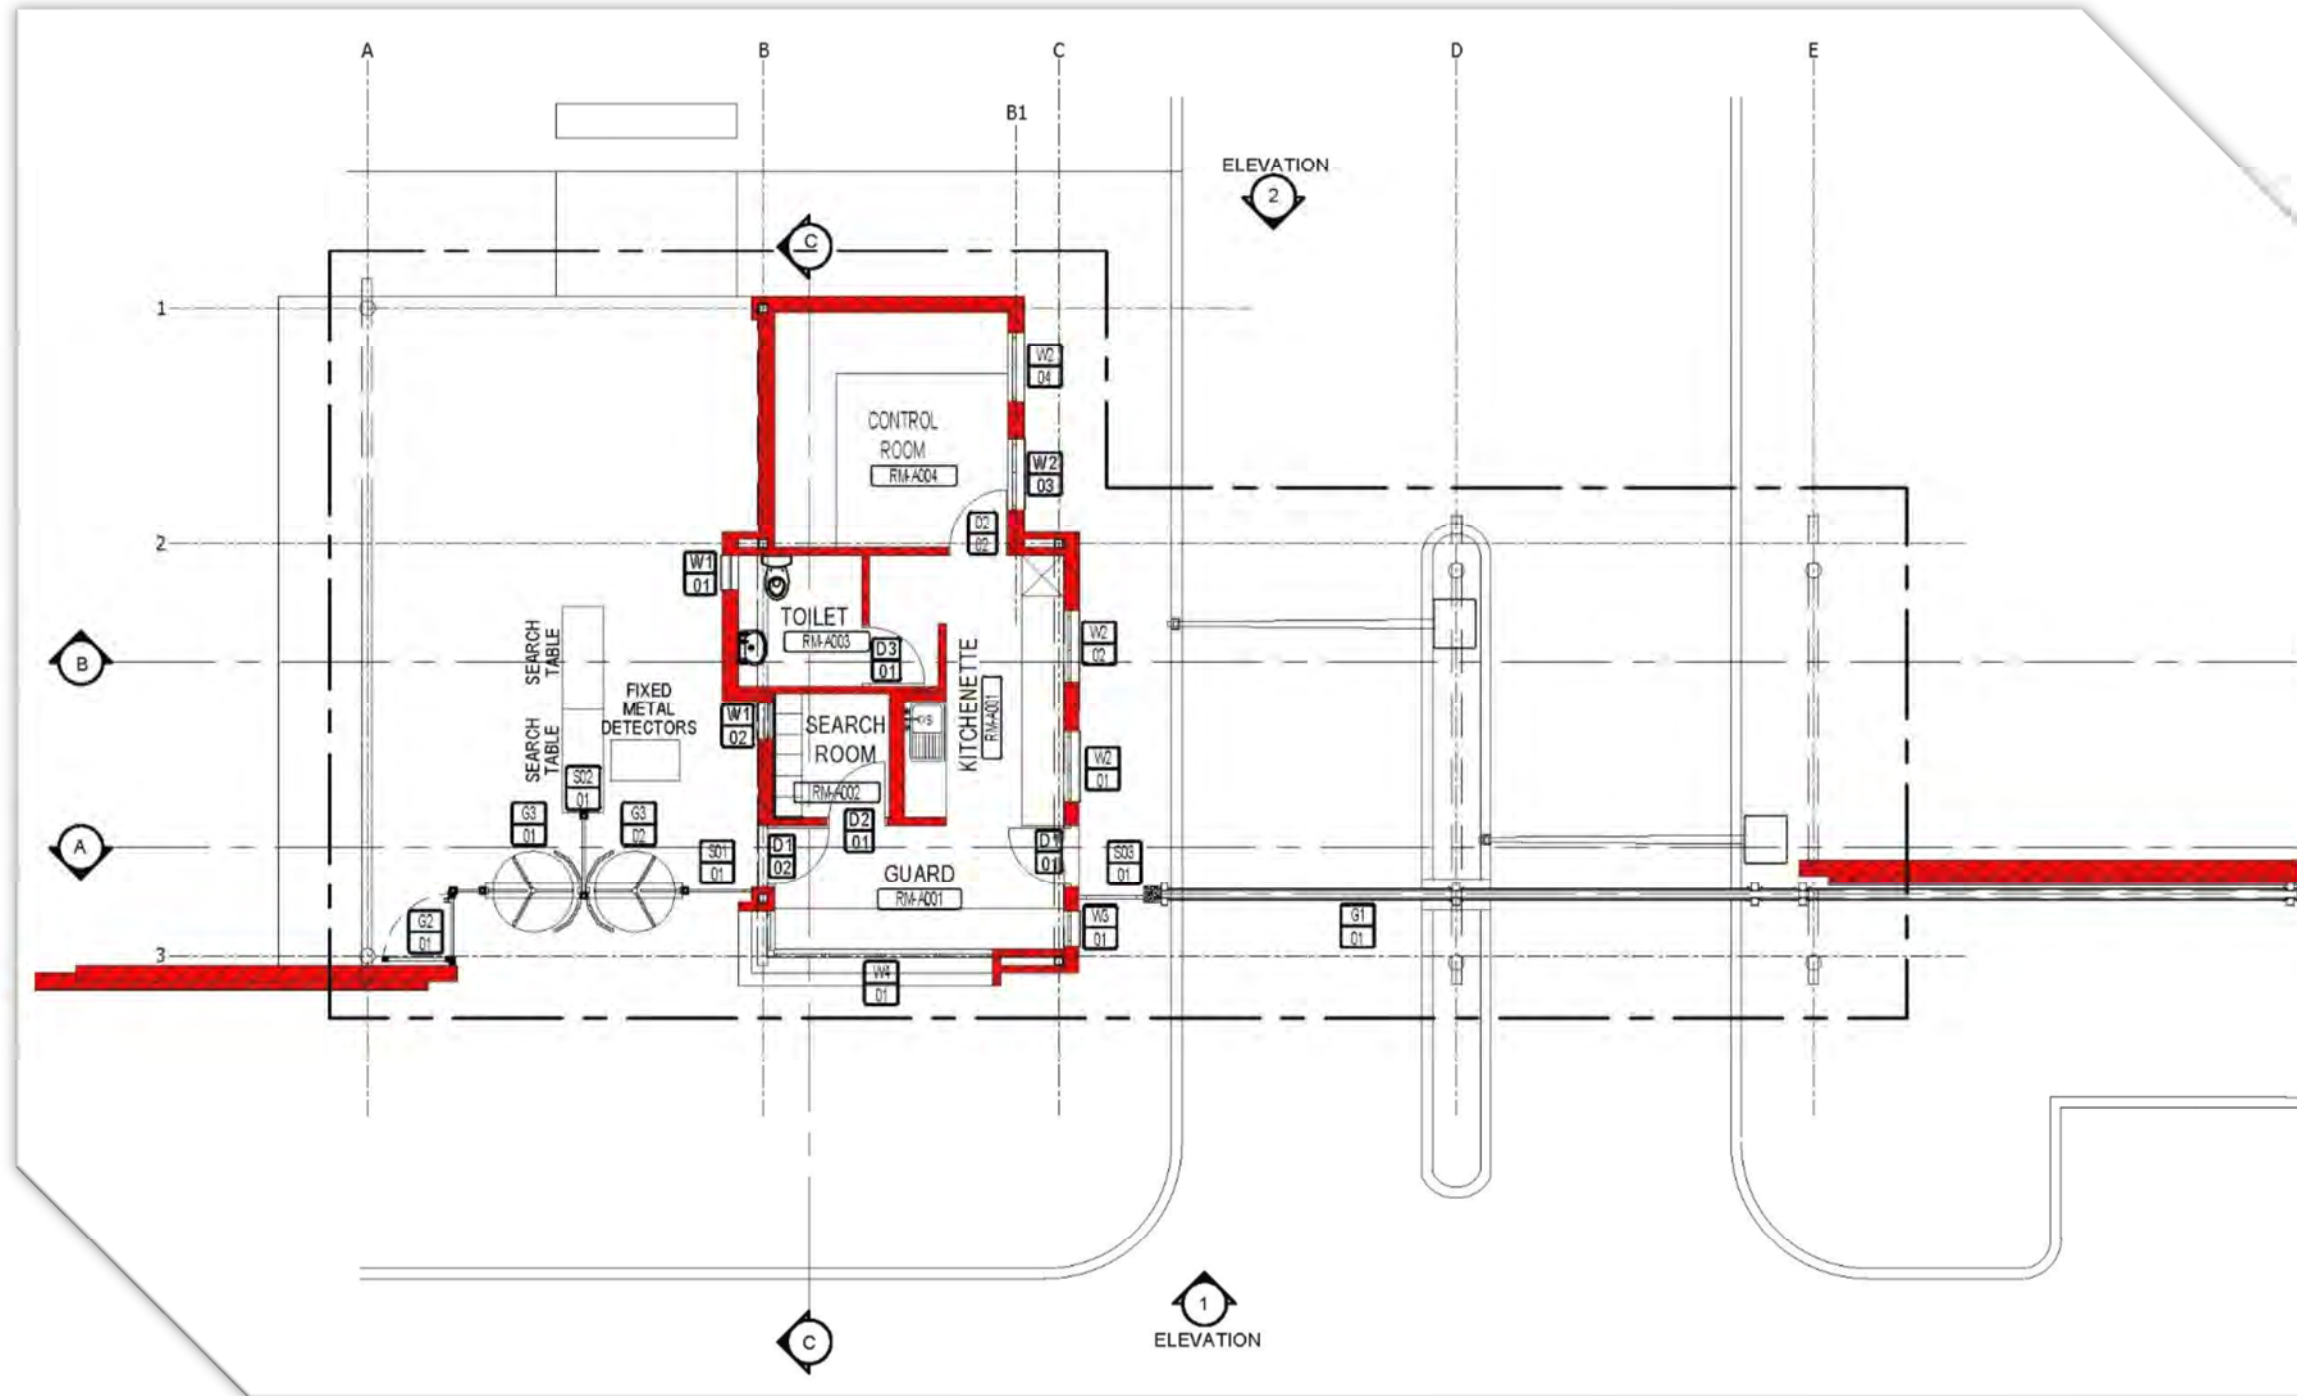 A
B
C
D
E
B1
ELEVATION
2
C
1
W2
04
CONTROL
ROOM
RM-A004
W2
03
D2
02
2
W1
01
TOILET
RM-A003
D3
01
W2
02
B
SEARCH
TABLE
SEARCH
TABLE
FIXED
METAL
DETECTORS
W1
02
SEARCH
ROOM
RM-A002
KITCHENETTE
RM-A001
W2
01
S02
01
G3
01
G3
02
A
S01
01
D1
02
D2
01
D1
01
S03
01
GUARD
RM-A001
G2
01
W3
01
G1
01
3
W4
01
1
ELEVATION
C